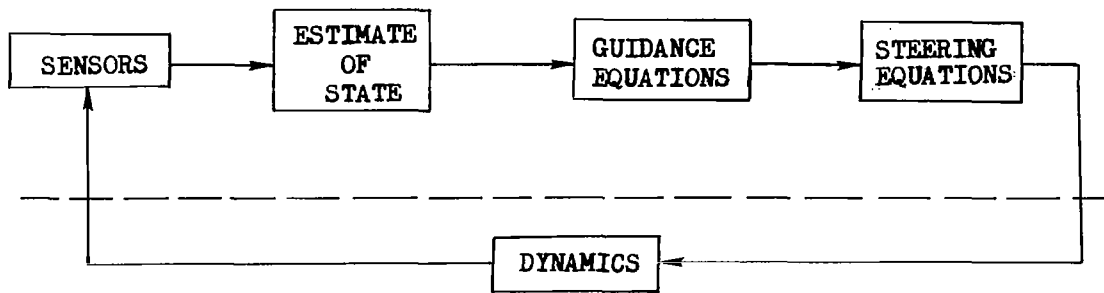 SENSORS
ESTIMATE
OF
STATE
GUIDANCE
EQUATIONS
STEERING
EQUATIONS
DYNAMICS